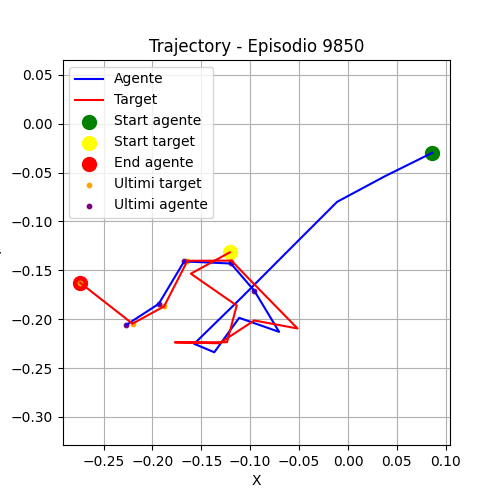 Trajectory - Episodio 9850
Agente
Target
Start agente
Start target
End agente
Ultimi target
Ultimi agente
0.05
0.00
−0.05
−0.10
−0.15
−0.20
−0.25
−0.30
−0.25 −0.20 −0.15 −0.10 −0.05 0.00 0.05 0.10
X